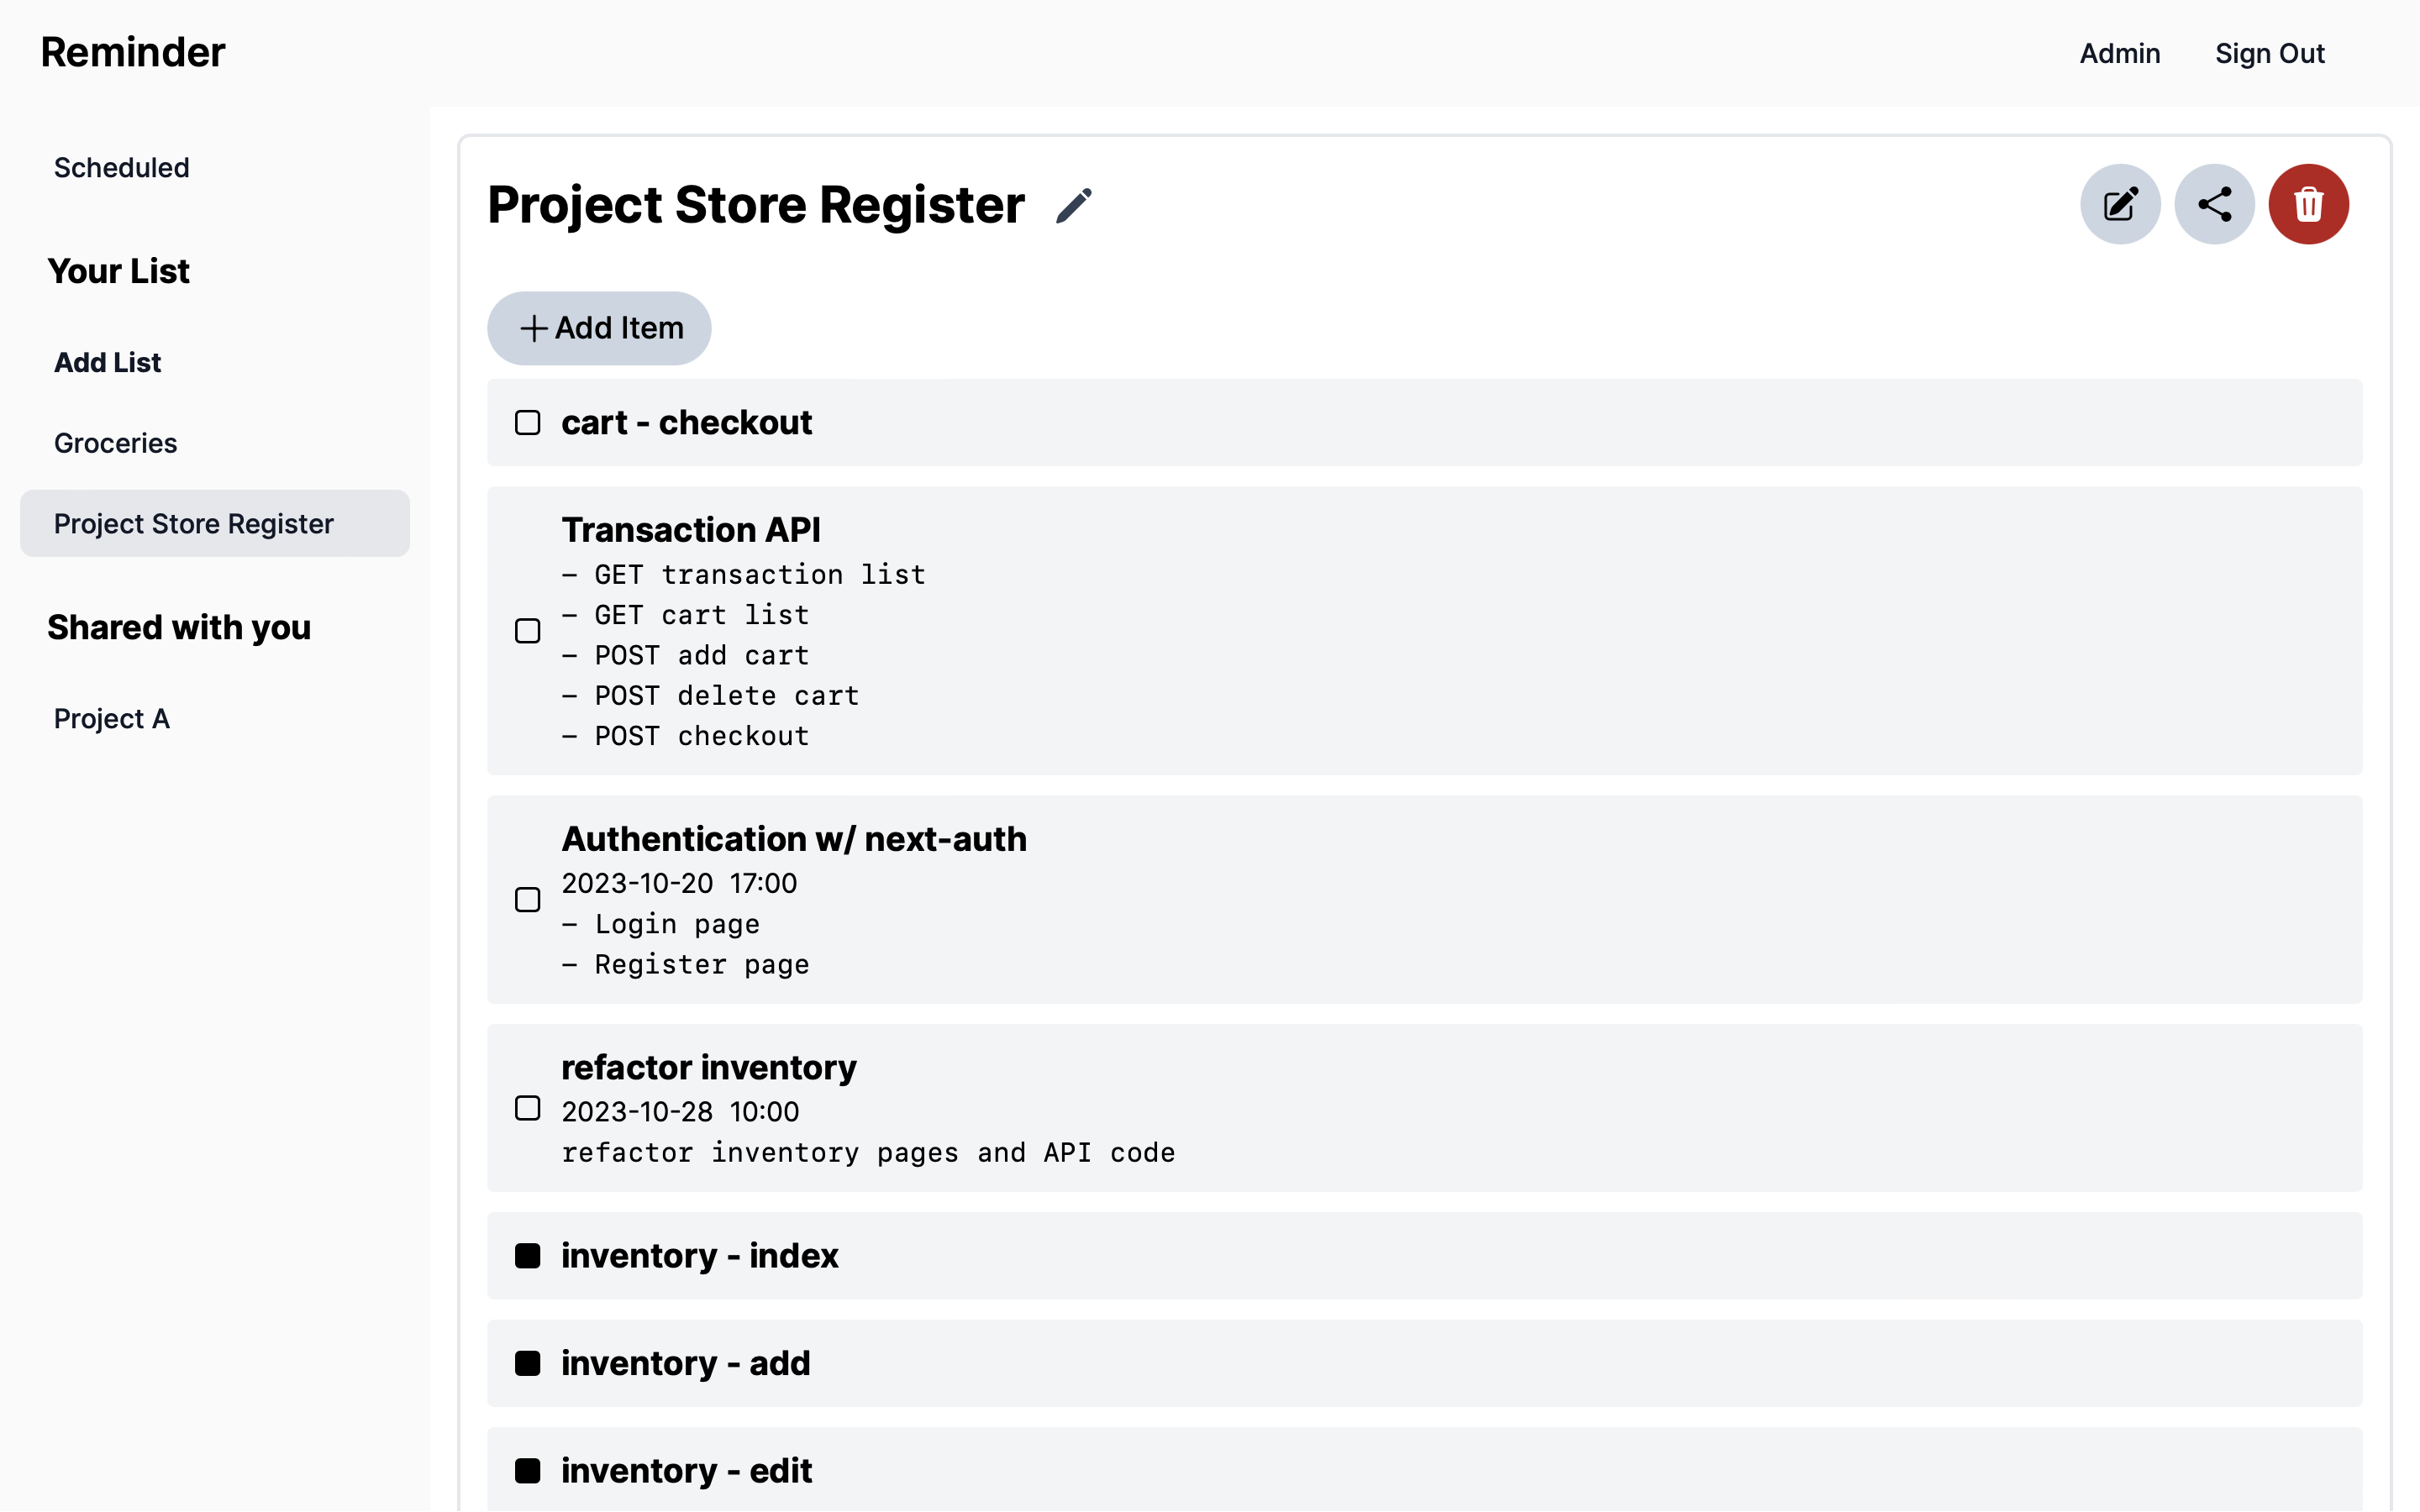 Reminder
Admin
Sign Out
Scheduled
Your List
Add List
Groceries
Project Store Register
Shared with you
Project A
Project Store Register
Add Item
cart - checkout
Transaction API
– GET transaction list
– GET cart list
– POST add cart
– POST delete cart
– POST checkout
Authentication w/ next-auth
2023-10-20 17:00
– Login page
– Register page
refactor inventory
2023-10-28 10:00
refactor inventory pages and API code
inventory - index
inventory - add
inventory - edit